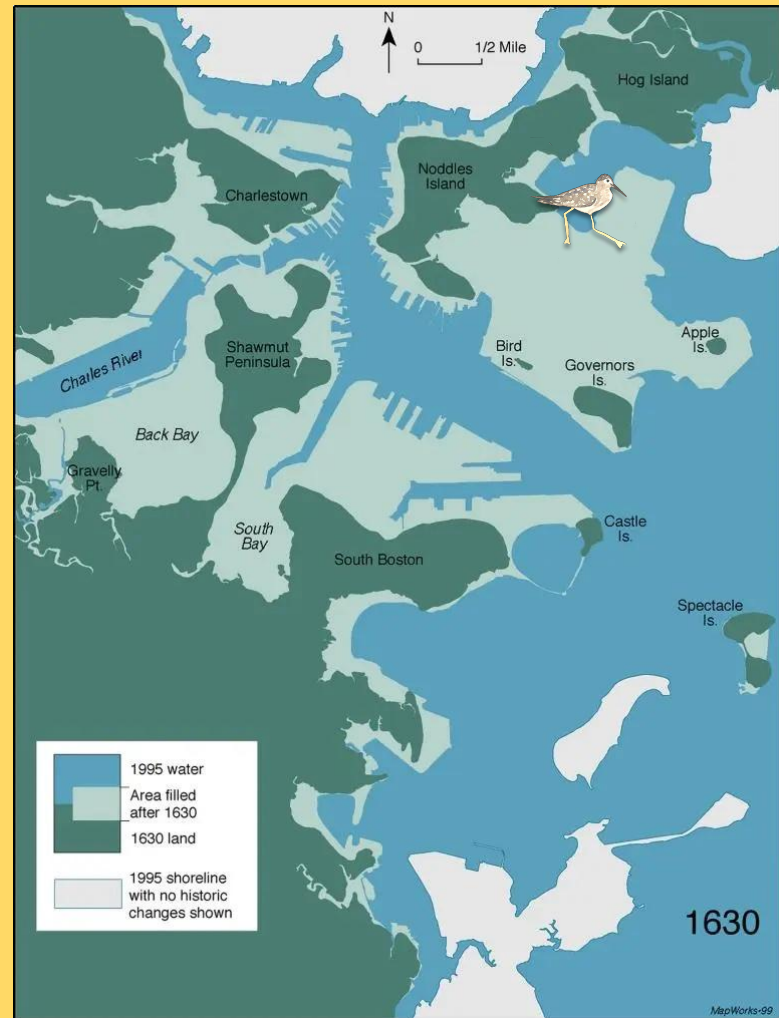 N
0 1/2 Mile
Hog Island
Noddles
Island
Charlestown
Apple
Is.
Bird
Is.
Governors
Is.
Shawmut
Peninsula
Charles River
Back Bay
Gravelly
Pt.
South
Bay
Castle
Is.
South Boston
Spectacle
Is.
1995 water
Area filled
after 1630
1630 land
1995 shoreline
with no historic
changes shown
1630
MapWorks•99